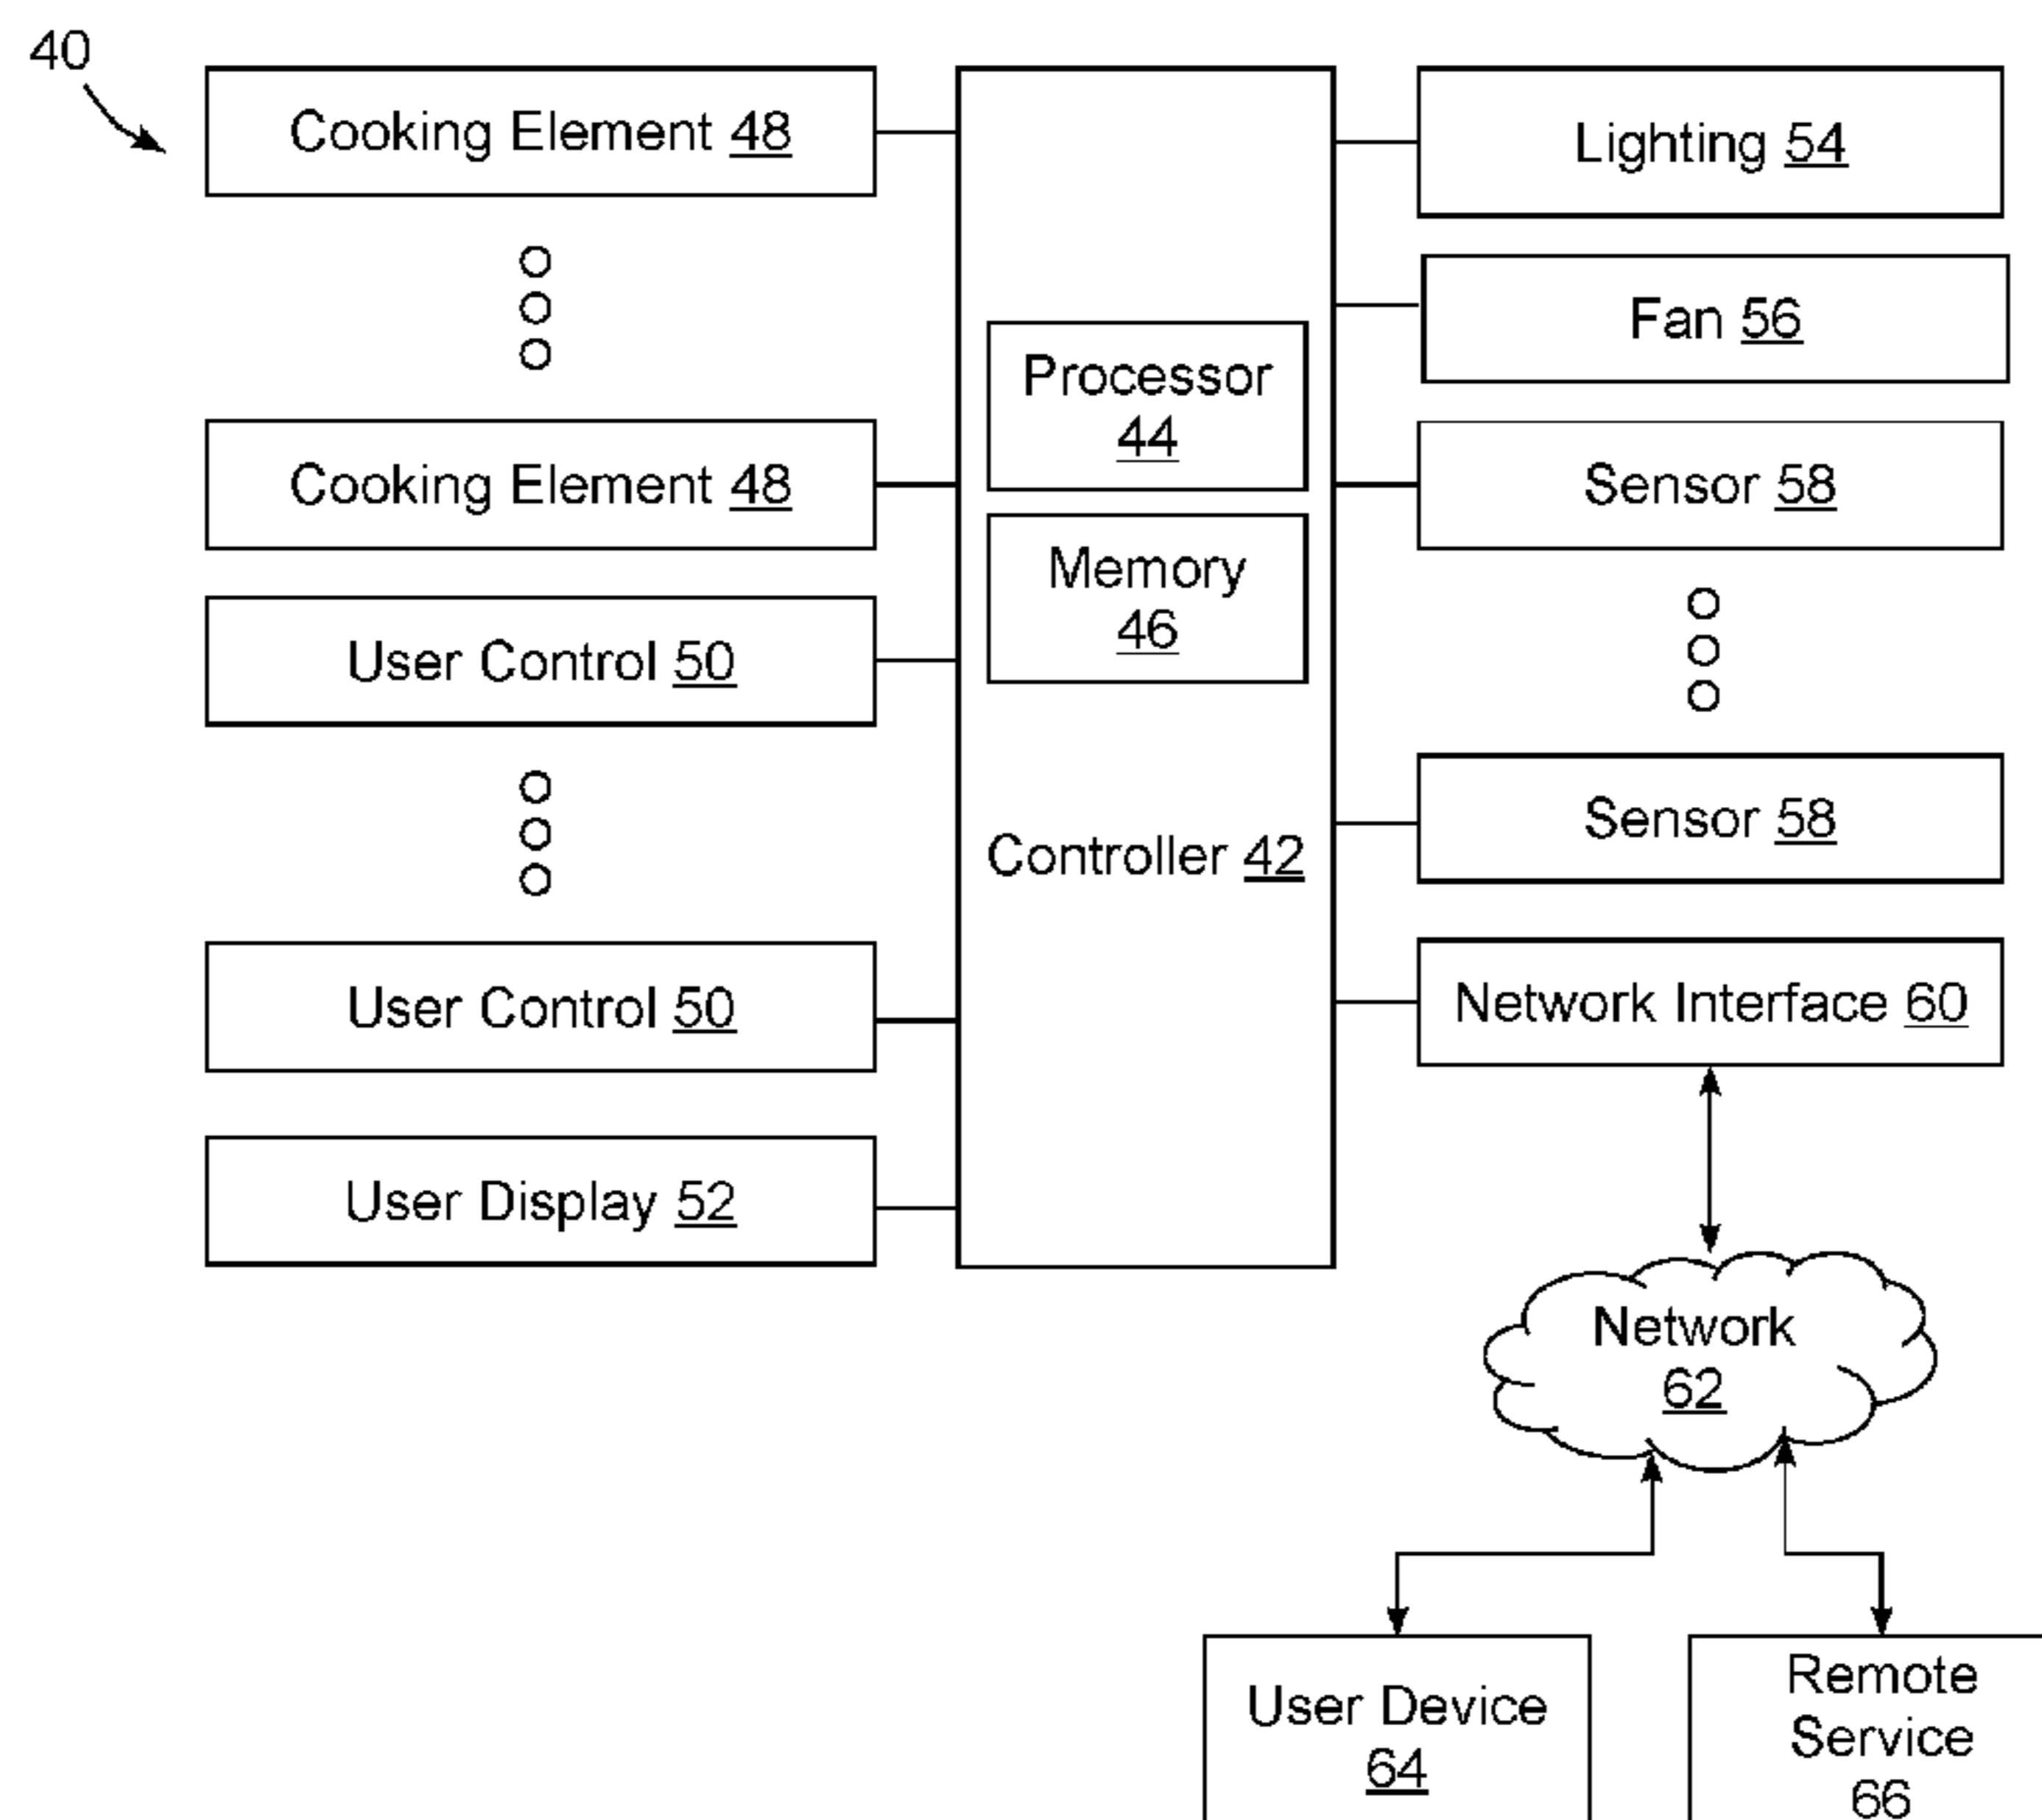 40
Cooking Element 48
Cooking Element 48
User Control 50
User Control 50
User Display 52
Processor
44
Memory
46
Controller 42
Lighting 54
Fan 56
Sensor 58
Sensor 58
Network Interface 60
Network
62
User Device
64
Remote
Service
66